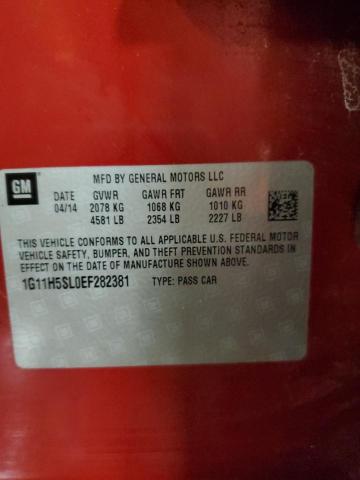 GM
MFD BY GENERAL MOTORS LLC
DATE GVWR GAWR FRT GAWR RR
04/14 2078 KG 1068 KG 1010 KG
4581 LB 2354 LB 2227 LB
THIS VEHICLE CONFORMS TO ALL APPLICABLE U.S. FEDERAL MOTOR
VEHICLE SAFETY, BUMPER, AND THEFT PREVENTION STANDARDS IN
EFFECT ON THE DATE OF MANUFACTURE SHOWN ABOVE.
1G11H5SL0EF282381 TYPE: PASS CAR